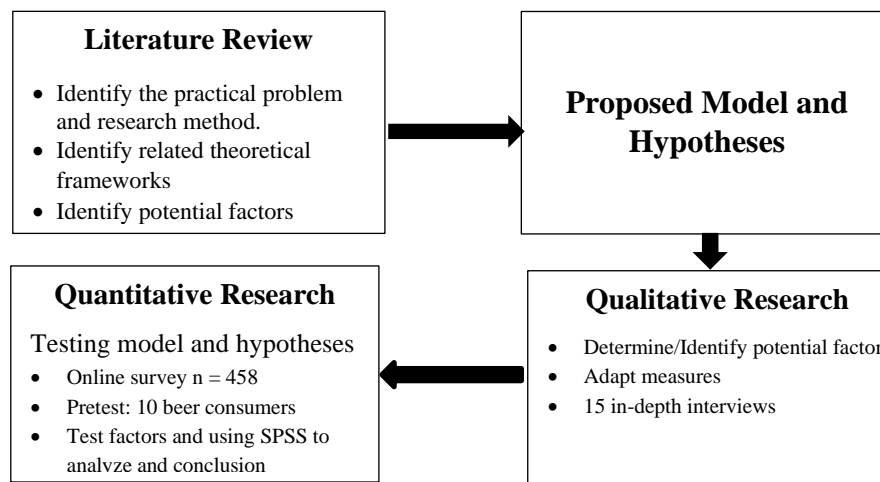 Literature Review
• Identify the practical problem
and research method.
• Identify related theoretical
frameworks
• Identify potential factors
Proposed Model and
Hypotheses
Qualitative Research
• Determine/Identify potential factor
• Adapt measures
• 15 in-depth interviews
Quantitative Research
Testing model and hypotheses
• Online survey n = 458
• Pretest: 10 beer consumers
• Test factors and using SPSS to
analyze and conclusion